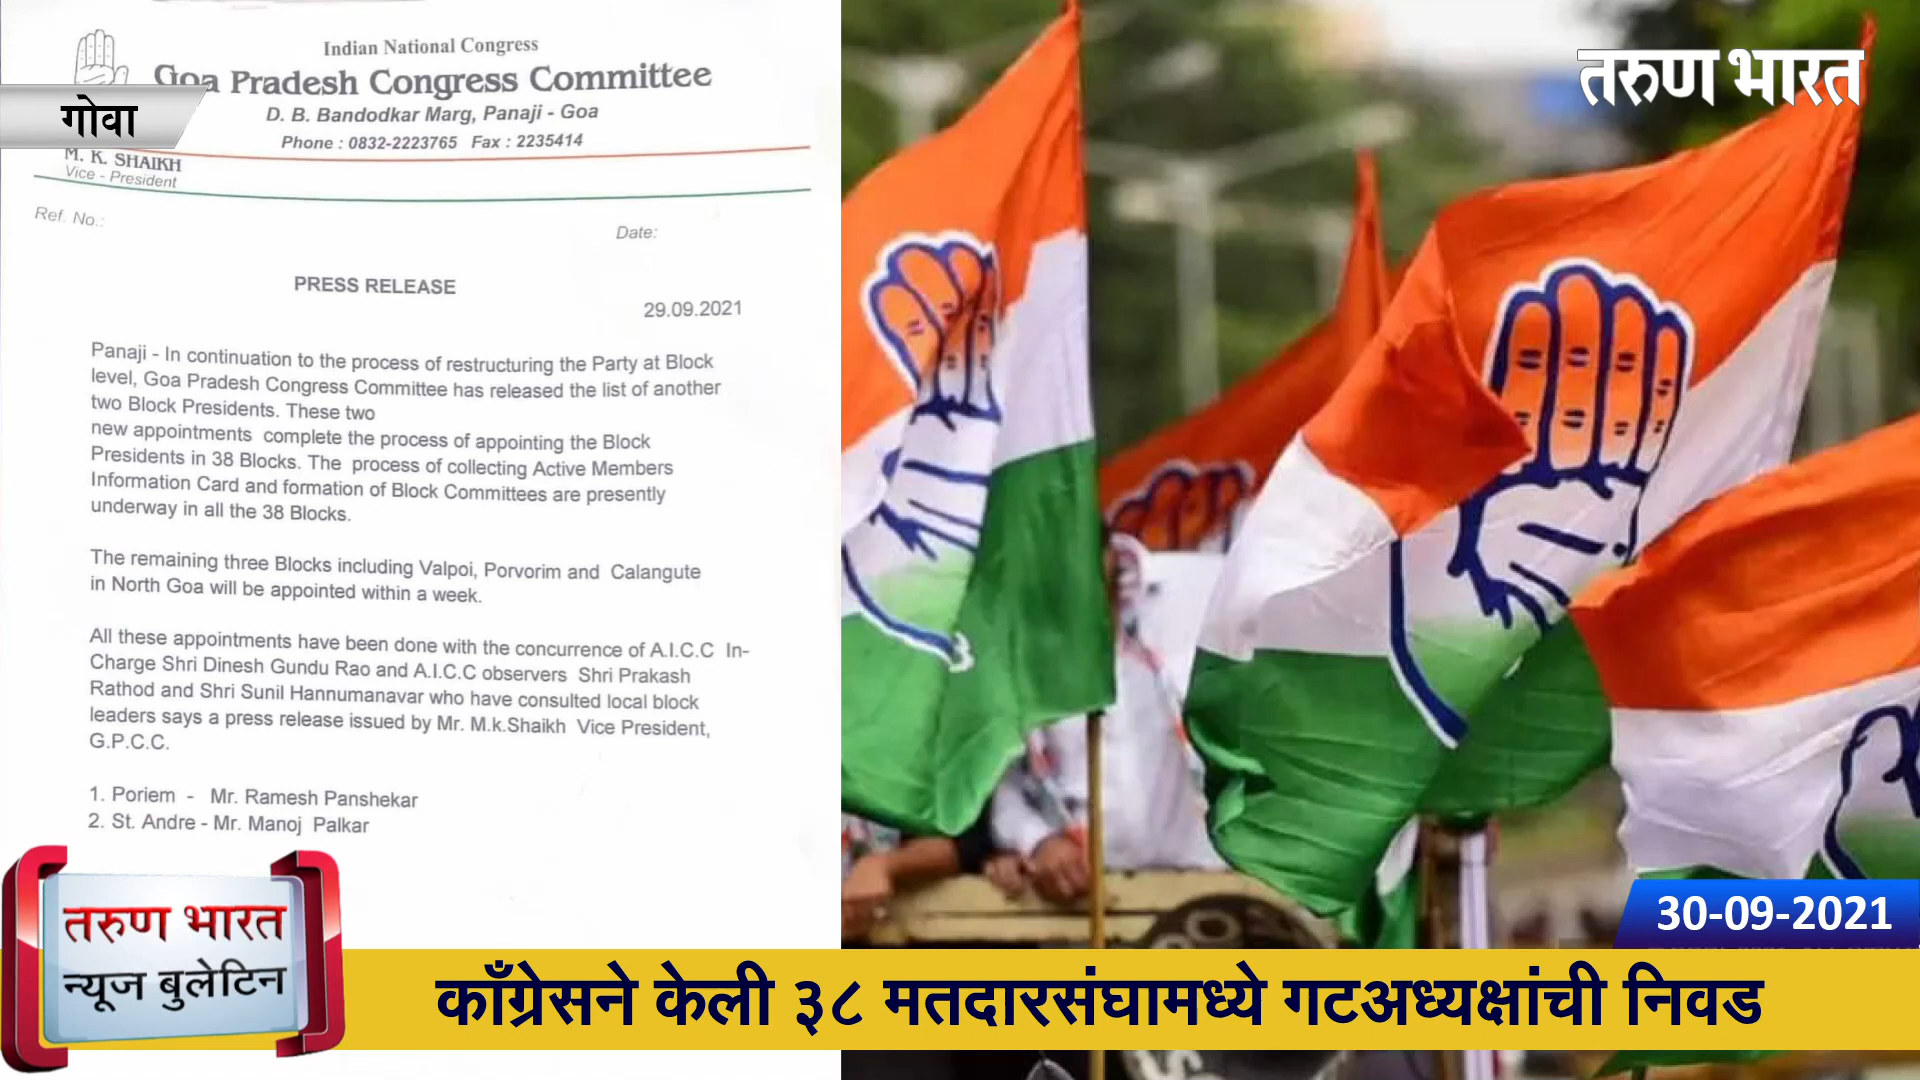 Indian National Congress
Goa Pradesh Congress Committee
D. B. Bandodkar Marg, Panaji - Goa
Phone : 0832-2223765 Fax : 2235414
गोवा
M. K. SHAIKH
Vice - President
Ref. No.:
Date:
PRESS RELEASE
29.09.2021
Panaji - In continuation to the process of restructuring the Party at Block
level, Goa Pradesh Congress Committee has released the list of another
two Block Presidents. These two
new appointments complete the process of appointing the Block
Presidents in 38 Blocks. The process of collecting Active Members
Information Card and formation of Block Committees are presently
underway in all the 38 Blocks.
The remaining three Blocks including Valpoi, Porvorim and Calangute
in North Goa will be appointed within a week.
All these appointments have been done with the concurrence of A.I.C.C In-
Charge Shri Dinesh Gundu Rao and A.I.C.C observers Shri Prakash
Rathod and Shri Sunil Hannumanavar who have consulted local block
leaders says a press release issued by Mr. M.k.Shaikh Vice President,
G.P.C.C.
1. Poriem - Mr. Ramesh Panshekar
2. St. Andre - Mr. Manoj Palkar
तरुण भारत
तरुण भारत
न्यूज बुलेटिन
30-09-2021
काँग्रेसने केली ३८ मतदारसंघामध्ये गटअध्यक्षांची निवड